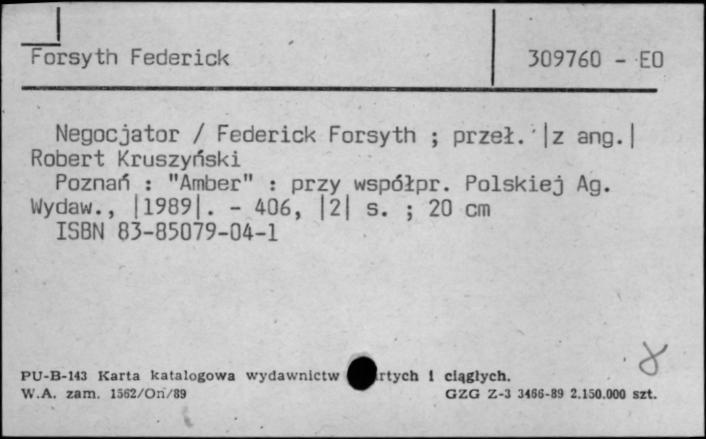 Forsyth Federick
309760 - EO
Negocjator / Federick Forsyth ; przeł. |z ang.|
Robert Kruszyński
Poznań : "Amber" : przy współpr. Polskiej Ag.
Wydaw., |1989|. - 406, |2| s. ; 20 cm
ISBN 83-85079-04-1
8
PU-B-143 Karta katalogowa wydawnictw rtych i ciągłych.
W.A. zam. 1562/On/89
GZG Z-3 3466-89 2.150.000 szt.